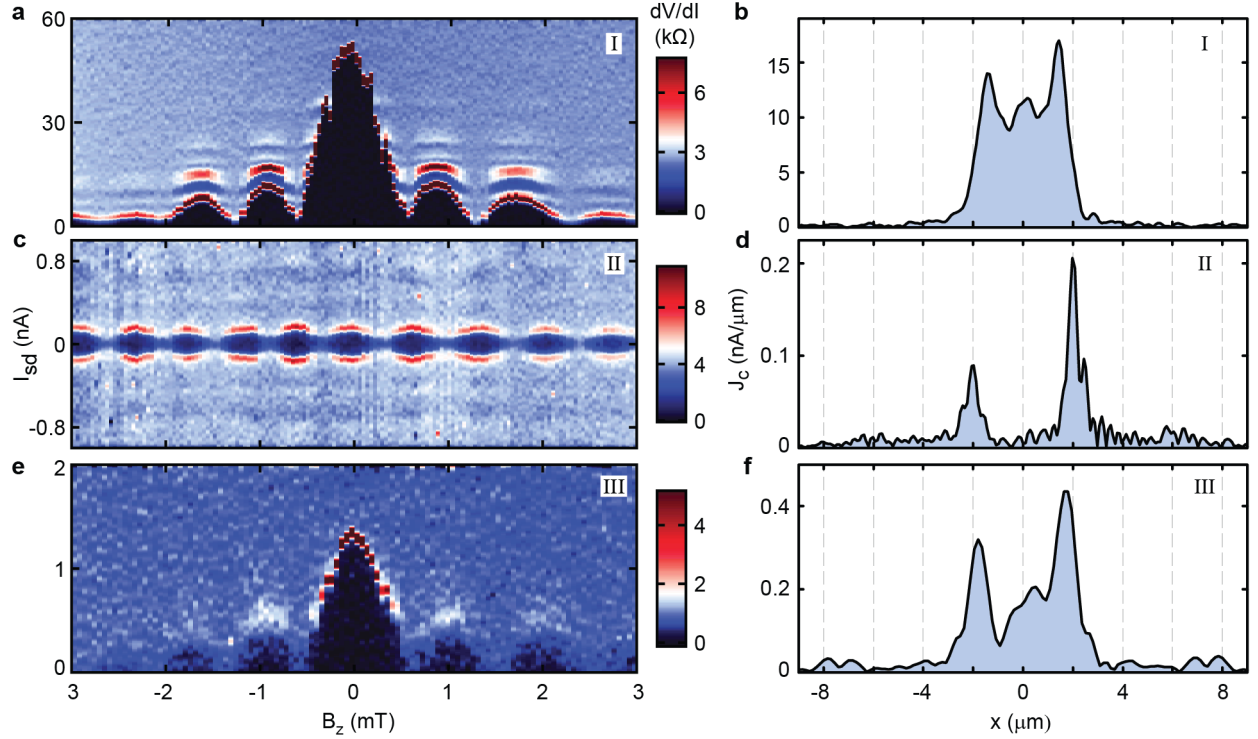 a
60
30
0
I
dV/dI
(kΩ)
6
3
0
b
15
10
5
0
I
c
0.8
0
-0.8
II
8
4
0
d
0.2
0.1
0
II
I_sd (nA)
J_c (nA/μm)
e
2
1
0
III
4
2
0
f
0.4
0.2
0
III
3 -2 -1 0 1 2 3
B_z (mT)
-8 -4 0 4 8
x (μm)